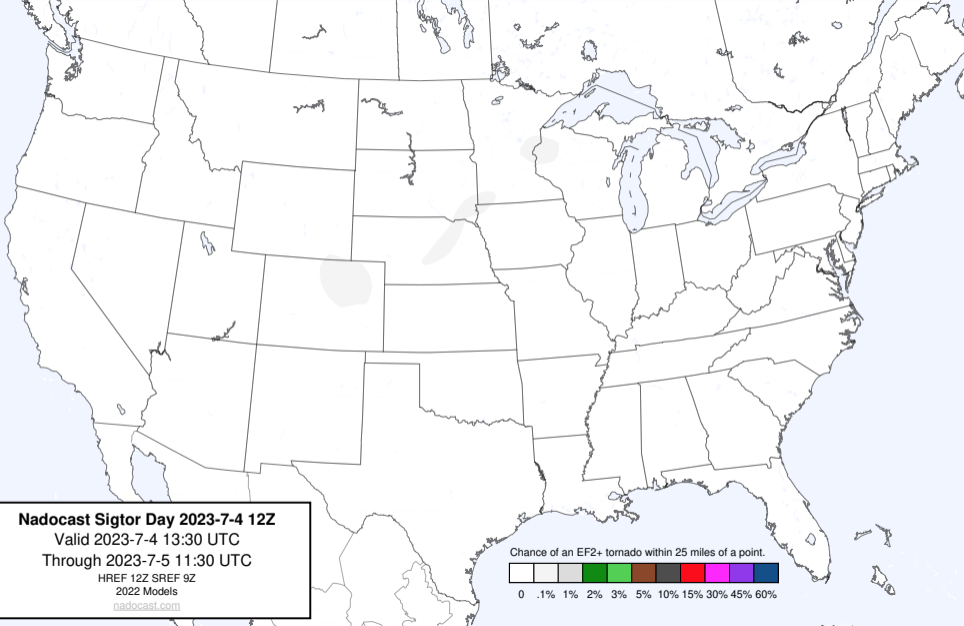 Nadocast Sigtor Day 2023-7-4 12Z
Valid 2023-7-4 13:30 UTC
Through 2023-7-5 11:30 UTC
HREF 12Z SREF 9Z
2022 Models
nadocast.com
Chance of an EF2+ tornado within 25 miles of a point.
0 .1% 1% 2% 3% 5% 10% 15% 30% 45% 60%